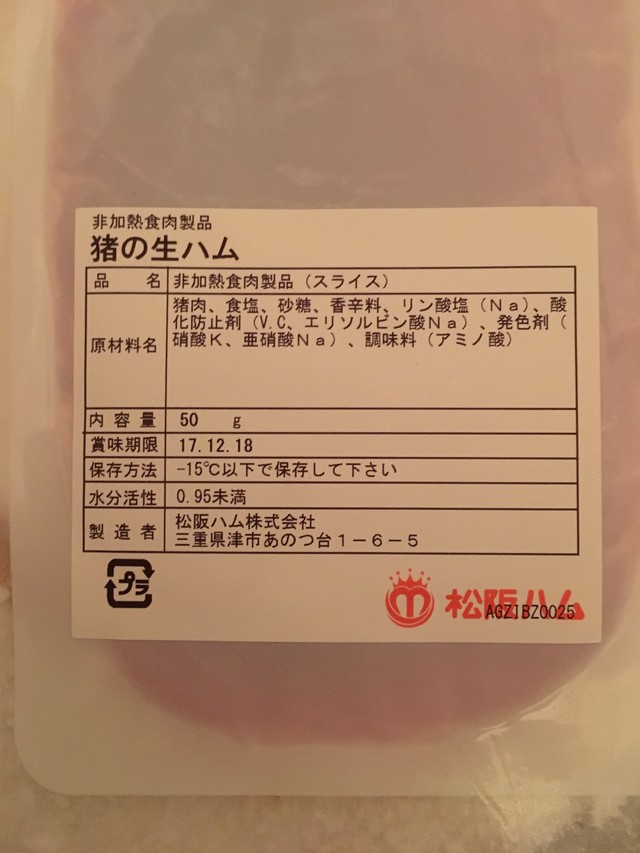 非加熱食肉製品
猪の生ハム
品 名 非加熱食肉製品（スライス）
原材料名 猪肉、食塩、砂糖、香辛料、リン酸塩（Ｎａ）、酸
化防止剤（V.C、エリソルビン酸Ｎａ）、発色剤（
硝酸Ｋ、亜硝酸Ｎａ）、調味料（アミノ酸）
内容量 50 g
賞味期限 17.12.18
保存方法 -15℃以下で保存して下さい
水分活性 0.95未満
製造者 松阪ハム株式会社
三重県津市あのつ台１－６－５
プラ
松阪ハム
AGZIBZ0025